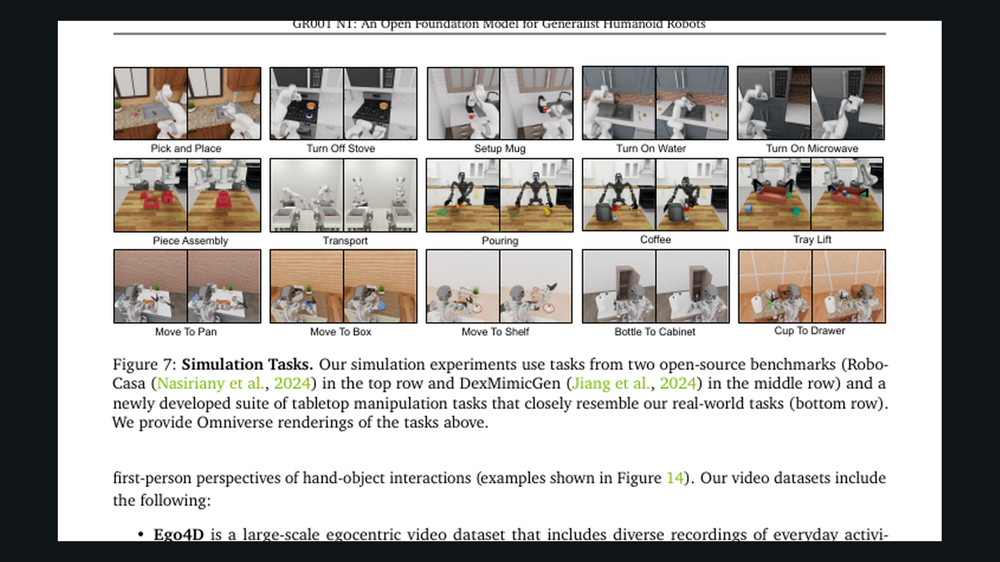 GR00T N1: An Open Foundation Model for Generalist Humanoid Robots
Pick and Place
Turn Off Stove
Setup Mug
Turn On Water
Turn On Microwave
Piece Assembly
Transport
Pouring
Coffee
Tray Lift
Move To Pan
Move To Box
Move To Shelf
Bottle To Cabinet
Cup To Drawer
Figure 7: Simulation Tasks. Our simulation experiments use tasks from two open-source benchmarks (Robo-
Casa (Nasiriany et al., 2024) in the top row and DexMimicGen (Jiang et al., 2024) in the middle row) and a
newly developed suite of tabletop manipulation tasks that closely resemble our real-world tasks (bottom row).
We provide Omniverse renderings of the tasks above.
first-person perspectives of hand-object interactions (examples shown in Figure 14). Our video datasets include
the following:
• Ego4D is a large-scale egocentric video dataset that includes diverse recordings of everyday activi-